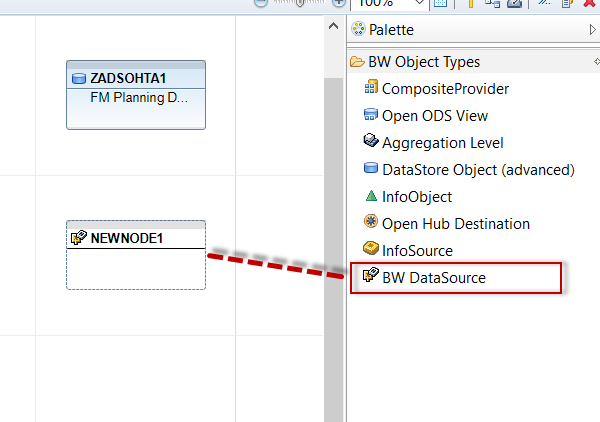 100%
Palette
BW Object Types
CompositeProvider
Open ODS View
Aggregation Level
DataStore Object (advanced)
InfoObject
Open Hub Destination
InfoSource
BW DataSource
ZADSOHTA1
FM Planning D...
NEWNODE1